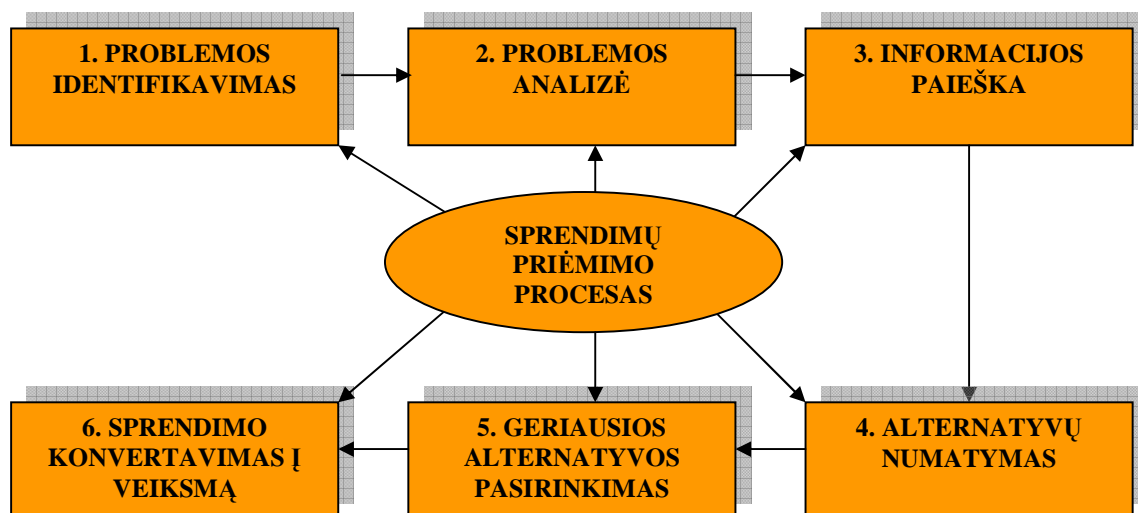 1. PROBLEMOS
IDENTIFIKAVIMAS
2. PROBLEMOS
ANALIZĖ
3. INFORMACIJOS
PAIEŠKA
SPRENDIMŲ
PRIĖMIMO
PROCESAS
6. SPRENDIMO
KONVERTAVIMAS Į
VEIKSMĄ
5. GERIAUSIOS
ALTERNATYVOS
PASIRINKIMAS
4. ALTERNATYVŲ
NUMATYMAS